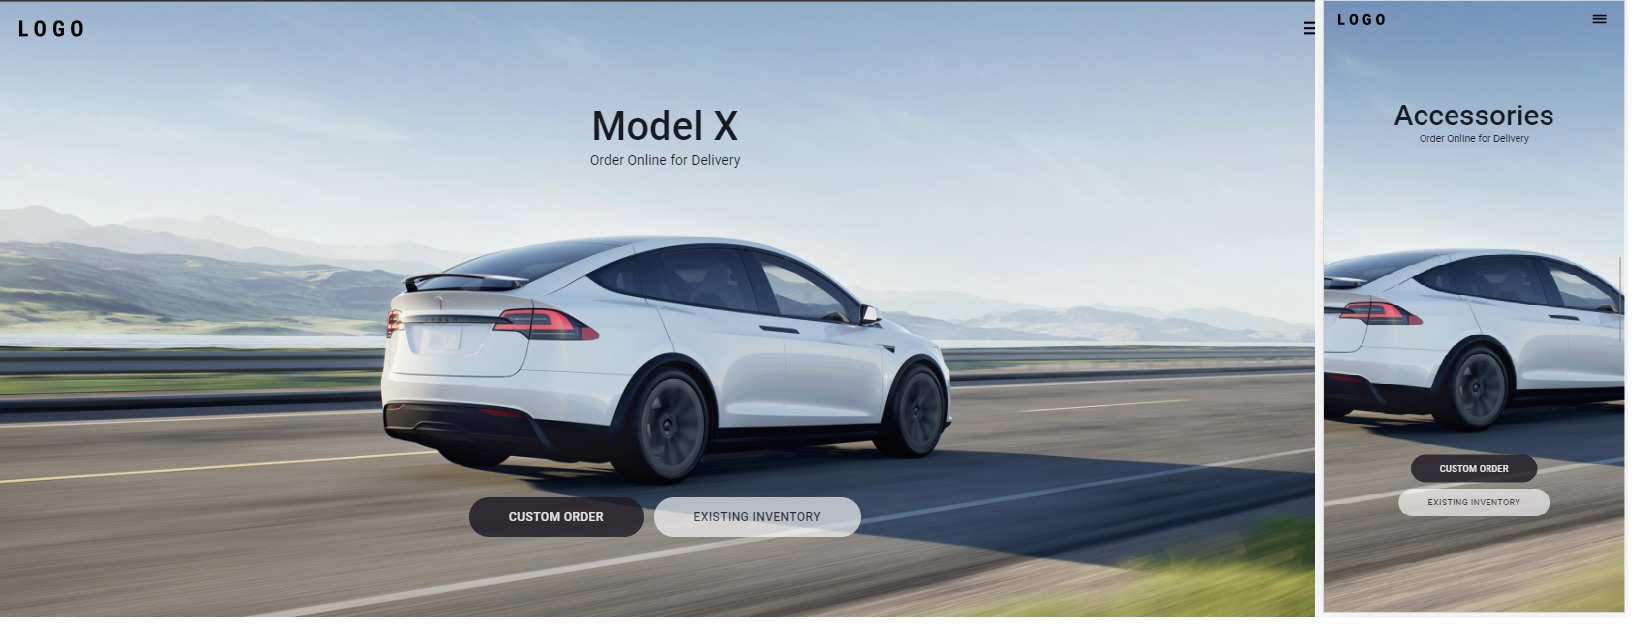 LOGO
Model X
Order Online for Delivery
CUSTOM ORDER
EXISTING INVENTORY
LOGO
Accessories
Order Online for Delivery
CUSTOM ORDER
EXISTING INVENTORY